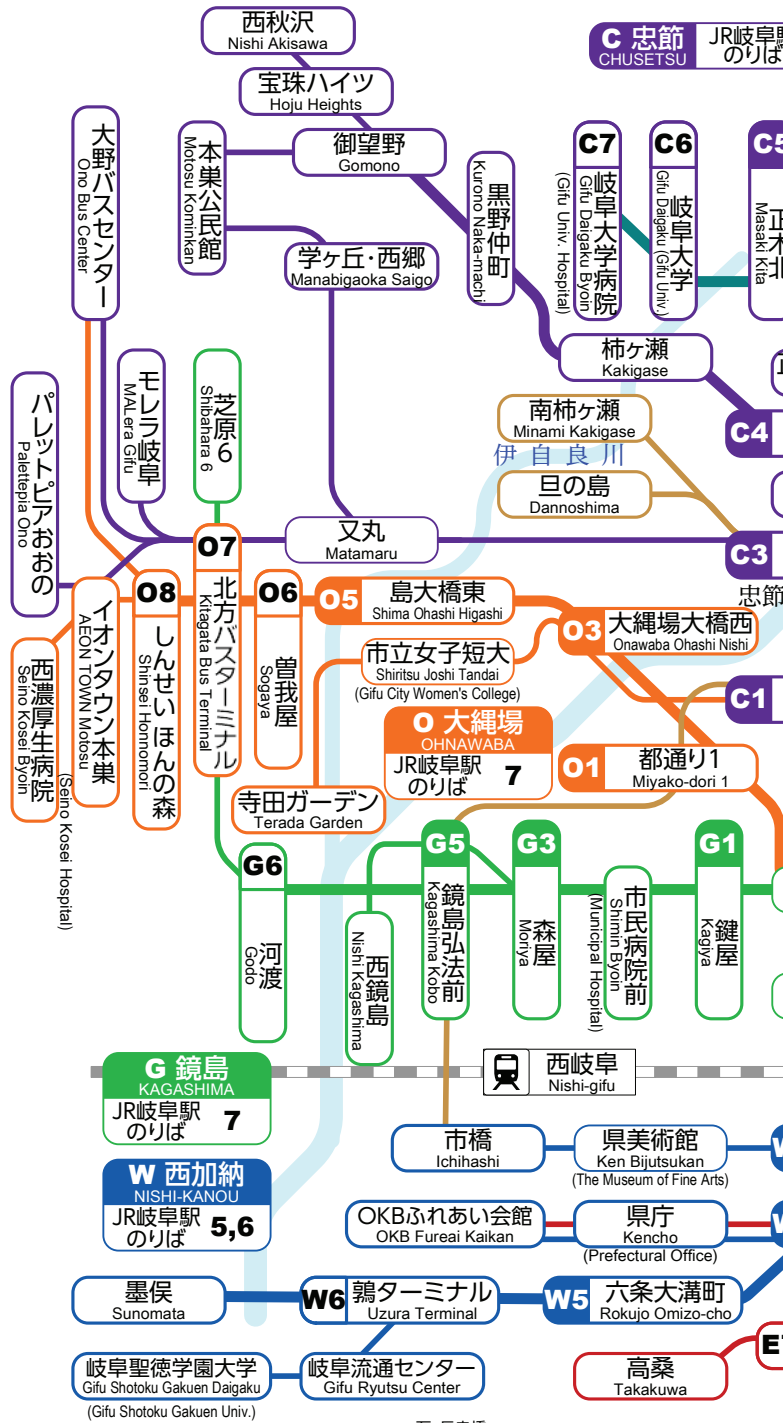 西秋沢
Nishi Akisawa
C 忠節
CHUSETSU
JR岐阜駅
のりば
宝珠ハイツ
Hoju Heights
御望野
Gomono
大野バスセンター
Ono Bus Center
本巣公民館
Motosu Kominkan
黒野仲町
Kurono Naka-machi
C7
岐阜大学病院
Gifu Daigaku Byoin
(Gifu Univ. Hospital)
C6
岐阜大学
Gifu Daigaku (Gifu Univ.)
C5
正木北
Masaki Kita
学ヶ丘・西郷
Manabigaoka Saigo
柿ヶ瀬
Kakigase
パレットピアおおの
Palettepia Ono
モレラ岐阜
MALera Gifu
芝原6
Shibahara 6
南柿ヶ瀬
Minami Kakigase
伊自良川
旦の島
Dannoshima
C4
又丸
Matamaru
C3
忠節
O7
北方バスターミナル
Kitagata Bus Terminal
O8
しんせい ほんの森
Shinsei Honnomori
O6
曽我屋
Sogaya
O5
島大橋東
Shima Ohashi Higashi
O3
大縄場大橋西
Onawaba Ohashi Nishi
西濃厚生病院
Seino Kosei Byoin
(Seino Kosei Hospital)
イオンタウン本巣
AEON TOWN Motosu
市立女子短大
Shiritsu Joshi Tandai
(Gifu City Women's College)
C1
O 大縄場
OHNAWABA
JR岐阜駅
のりば
7
O1
都通り1
Miyako-dori 1
寺田ガーデン
Terada Garden
G6
河渡
Godo
西鏡島
Nishi Kagashima
G5
鏡島弘法前
Kagashima Kobo
G3
森屋
Moriya
市民病院前
Shimin Byoin
(Municipal Hospital)
G1
鍵屋
Kagiya
G 鏡島
KAGASHIMA
JR岐阜駅
のりば
7
西岐阜
Nishi-gifu
市橋
Ichihashi
県美術館
Ken Bijutsukan
(The Museum of Fine Arts)
W
W 西加納
NISHI-KANOU
JR岐阜駅
のりば
5,6
OKBふれあい会館
OKB Fureai Kaikan
県庁
Kencho
(Prefectural Office)
W
墨俣
Sunomata
W6
鶉ターミナル
Uzura Terminal
W5
六条大溝町
Rokujo Omizo-cho
岐阜聖徳学園大学
Gifu Shotoku Gakuen Daigaku
(Gifu Shotoku Gakuen Univ.)
岐阜流通センター
Gifu Ryutsu Center
高桑
Takakuwa